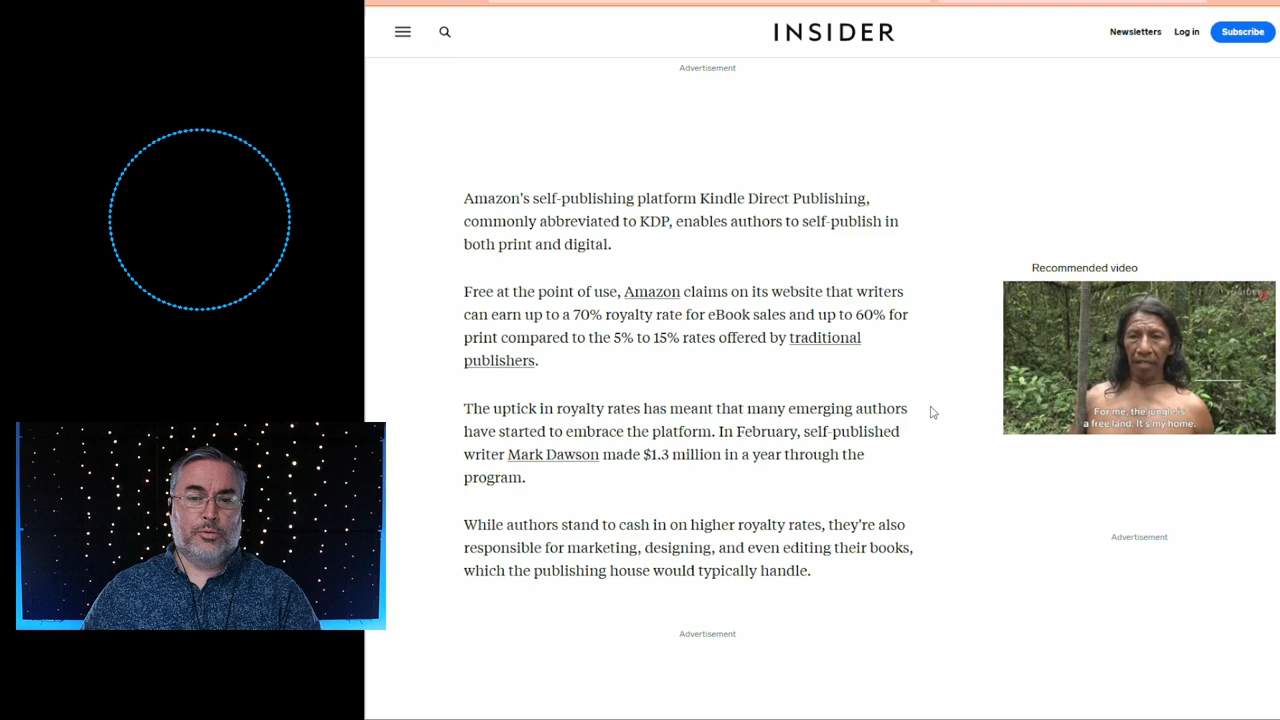 INSIDER
Newsletters
Log in
Subscribe
Advertisement
Amazon's self-publishing platform Kindle Direct Publishing,
commonly abbreviated to KDP, enables authors to self-publish in
both print and digital.
Free at the point of use, Amazon claims on its website that writers
can earn up to a 70% royalty rate for eBook sales and up to 60% for
print compared to the 5% to 15% rates offered by traditional
publishers.
The uptick in royalty rates has meant that many emerging authors
have started to embrace the platform. In February, self-published
writer Mark Dawson made $1.3 million in a year through the
program.
While authors stand to cash in on higher royalty rates, they're also
responsible for marketing, designing, and even editing their books,
which the publishing house would typically handle.
Advertisement
Recommended video
For me, the jungle is
a free land. It's my home.
Advertisement